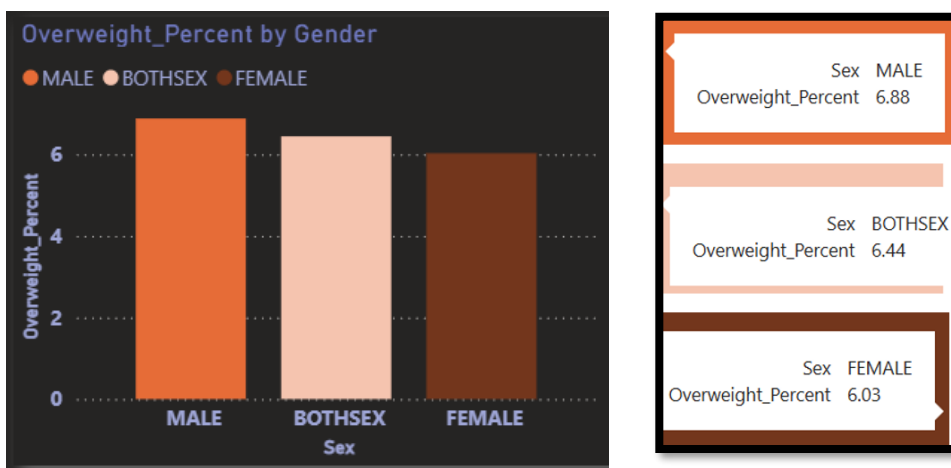 Overweight_Percent by Gender
MALE BOTHSEX FEMALE
Overweight_Percent
6
4
2
0
MALE BOTHSEX FEMALE
Sex
Sex MALE
Overweight_Percent 6.88
Sex BOTHSEX
Overweight_Percent 6.44
Sex FEMALE
Overweight_Percent 6.03